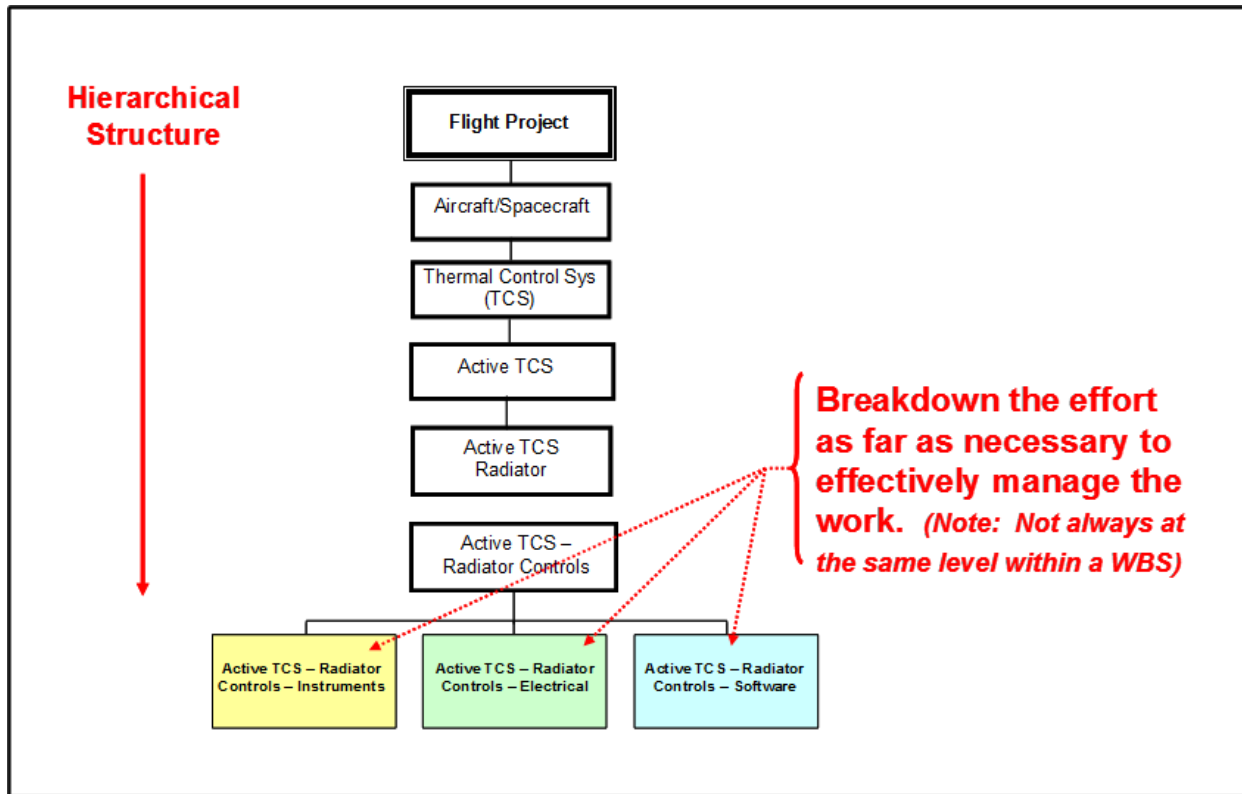 Hierarchical
Structure
Flight Project
Aircraft/Spacecraft
Thermal Control Sys
(TCS)
Active TCS
Active TCS
Radiator
Active TCS –
Radiator Controls
Breakdown the effort
as far as necessary to
effectively manage the
work. (Note: Not always at
the same level within a WBS)
Active TCS – Radiator
Controls – Instruments
Active TCS – Radiator
Controls – Electrical
Active TCS – Radiator
Controls – Software